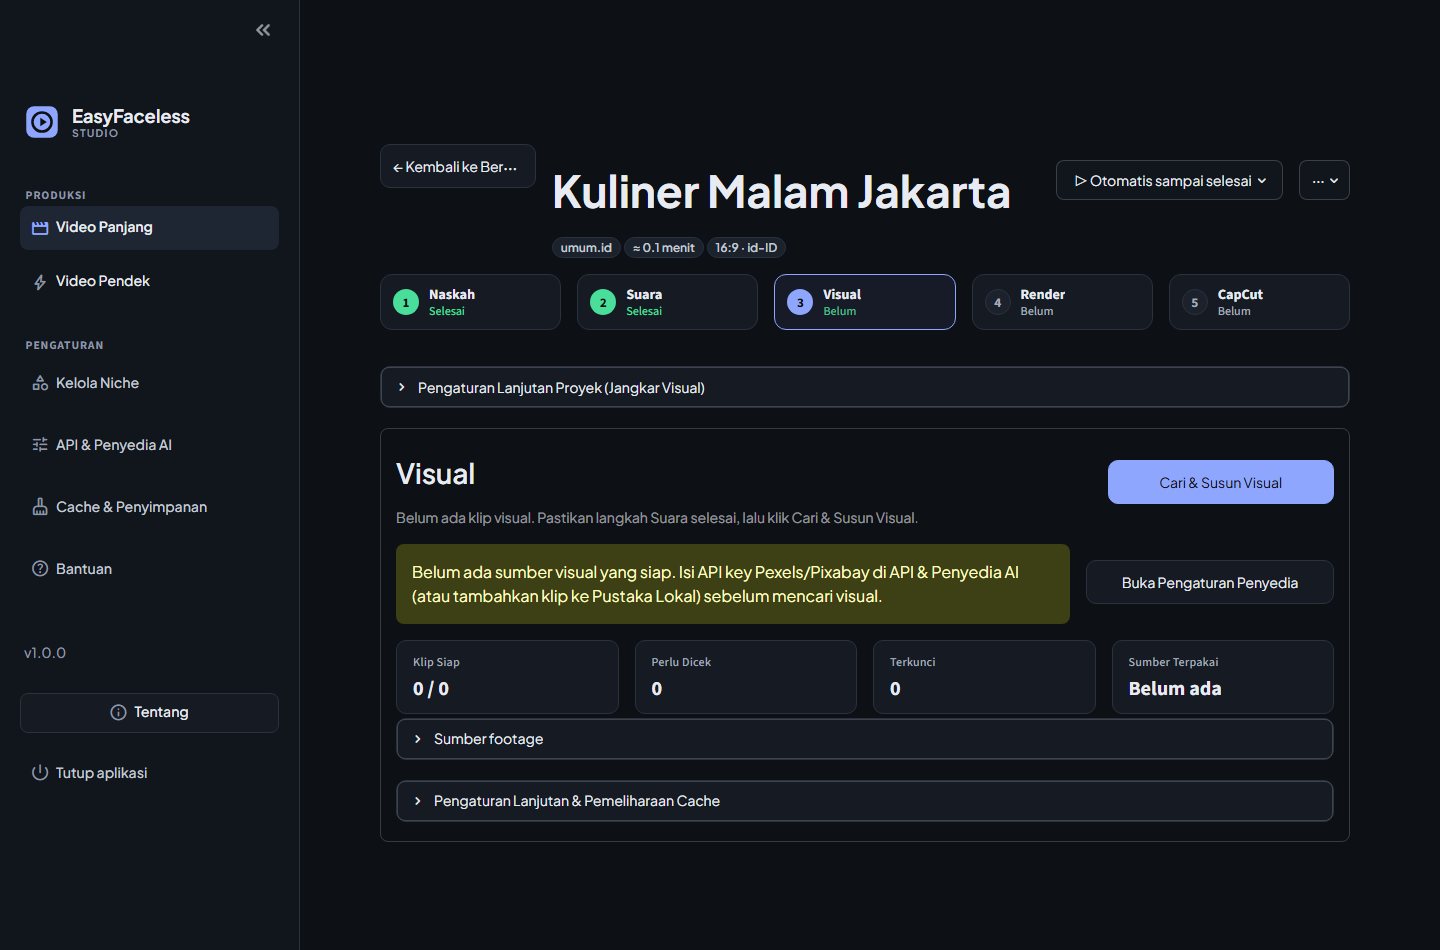 EasyFaceless
STUDIO
PRODUKSI
Video Panjang
Video Pendek
PENGATURAN
Kelola Niche
API & Penyedia AI
Cache & Penyimpanan
Bantuan
v1.0.0
Tentang
Tutup aplikasi
← Kembali ke Ber...
Kuliner Malam Jakarta
Otomatis sampai selesai
...
umum.id
≈ 0.1 menit
16:9 · id-ID
1
Naskah
Selesai
2
Suara
Selesai
3
Visual
Belum
4
Render
Belum
5
CapCut
Belum
Pengaturan Lanjutan Proyek (Jangkar Visual)
Visual
Cari & Susun Visual
Belum ada klip visual. Pastikan langkah Suara selesai, lalu klik Cari & Susun Visual.
Belum ada sumber visual yang siap. Isi API key Pexels/Pixabay di API & Penyedia AI
(atau tambahkan klip ke Pustaka Lokal) sebelum mencari visual.
Buka Pengaturan Penyedia
Klip Siap
0 / 0
Perlu Dicek
0
Terkunci
0
Sumber Terpakai
Belum ada
Sumber footage
Pengaturan Lanjutan & Pemeliharaan Cache